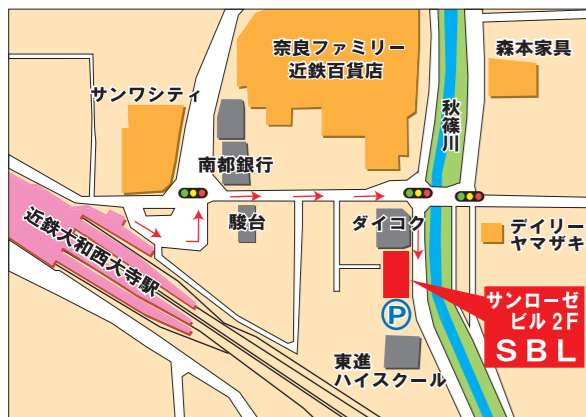 奈良ファミリー
近鉄百貨店
森本家具
サンワシティ
秋篠川
南都銀行
駿台
ダイコク
デイリー
ヤマザキ
近鉄大和西大寺駅
サンローゼ
ビル2F
SBL
P
東進
ハイスクール